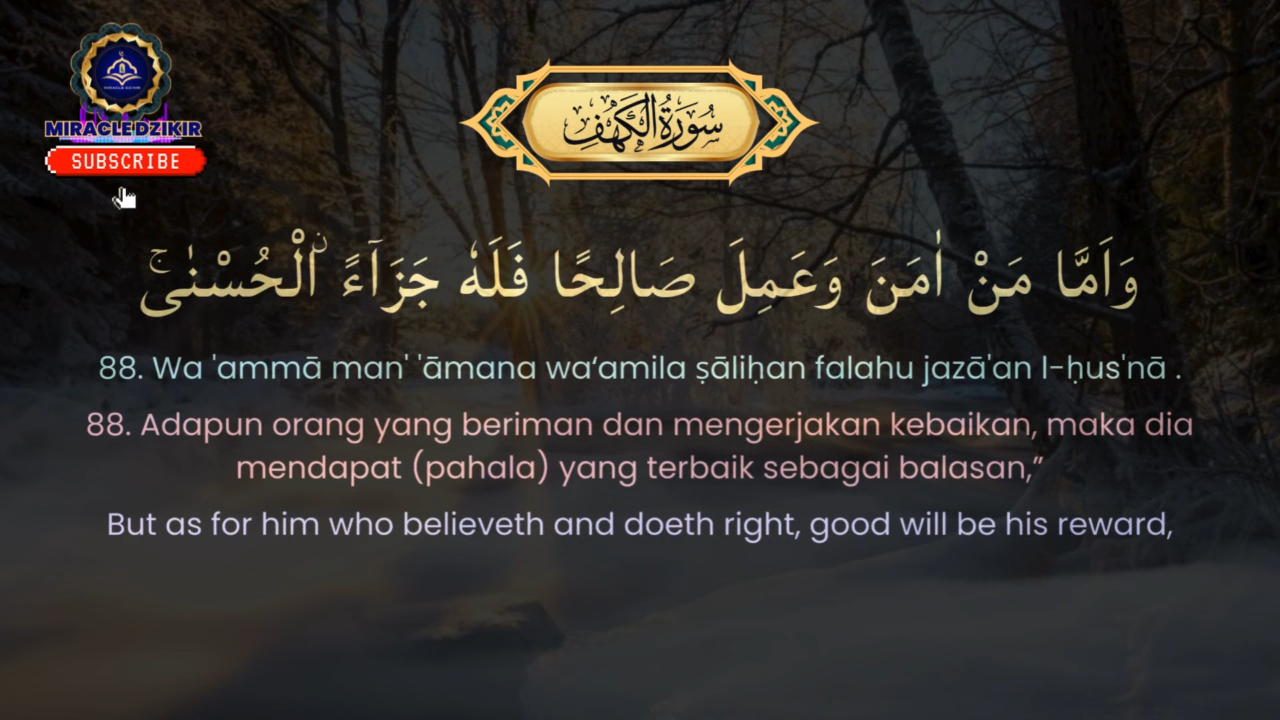 MIRACLE DZIKIR
SUBSCRIBE
سُوْرَةُ الْكَهْفِ
وَاَمَّا مَنْ اٰمَنَ وَعَمِلَ صَالِحًا فَلَهٗ جَزَاۤءً ۨالْحُسْنٰىۚ
88. Wa 'ammā man' 'āmana wa‘amila ṣāliḥan falahu jazā'an l-ḥus'nā .
88. Adapun orang yang beriman dan mengerjakan kebaikan, maka dia
mendapat (pahala) yang terbaik sebagai balasan,”
But as for him who believeth and doeth right, good will be his reward,